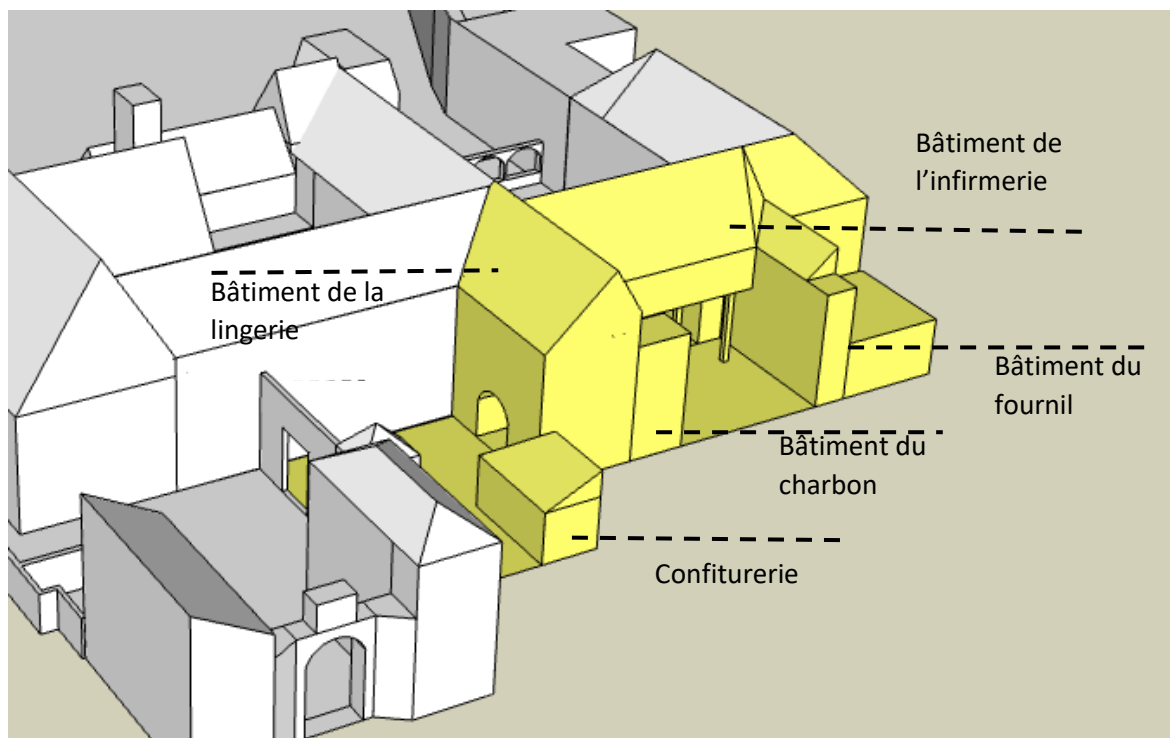 Bâtiment de
l’infirmerie
Bâtiment de la
lingerie
Bâtiment du
fournil
Bâtiment du
charbon
Confiturerie